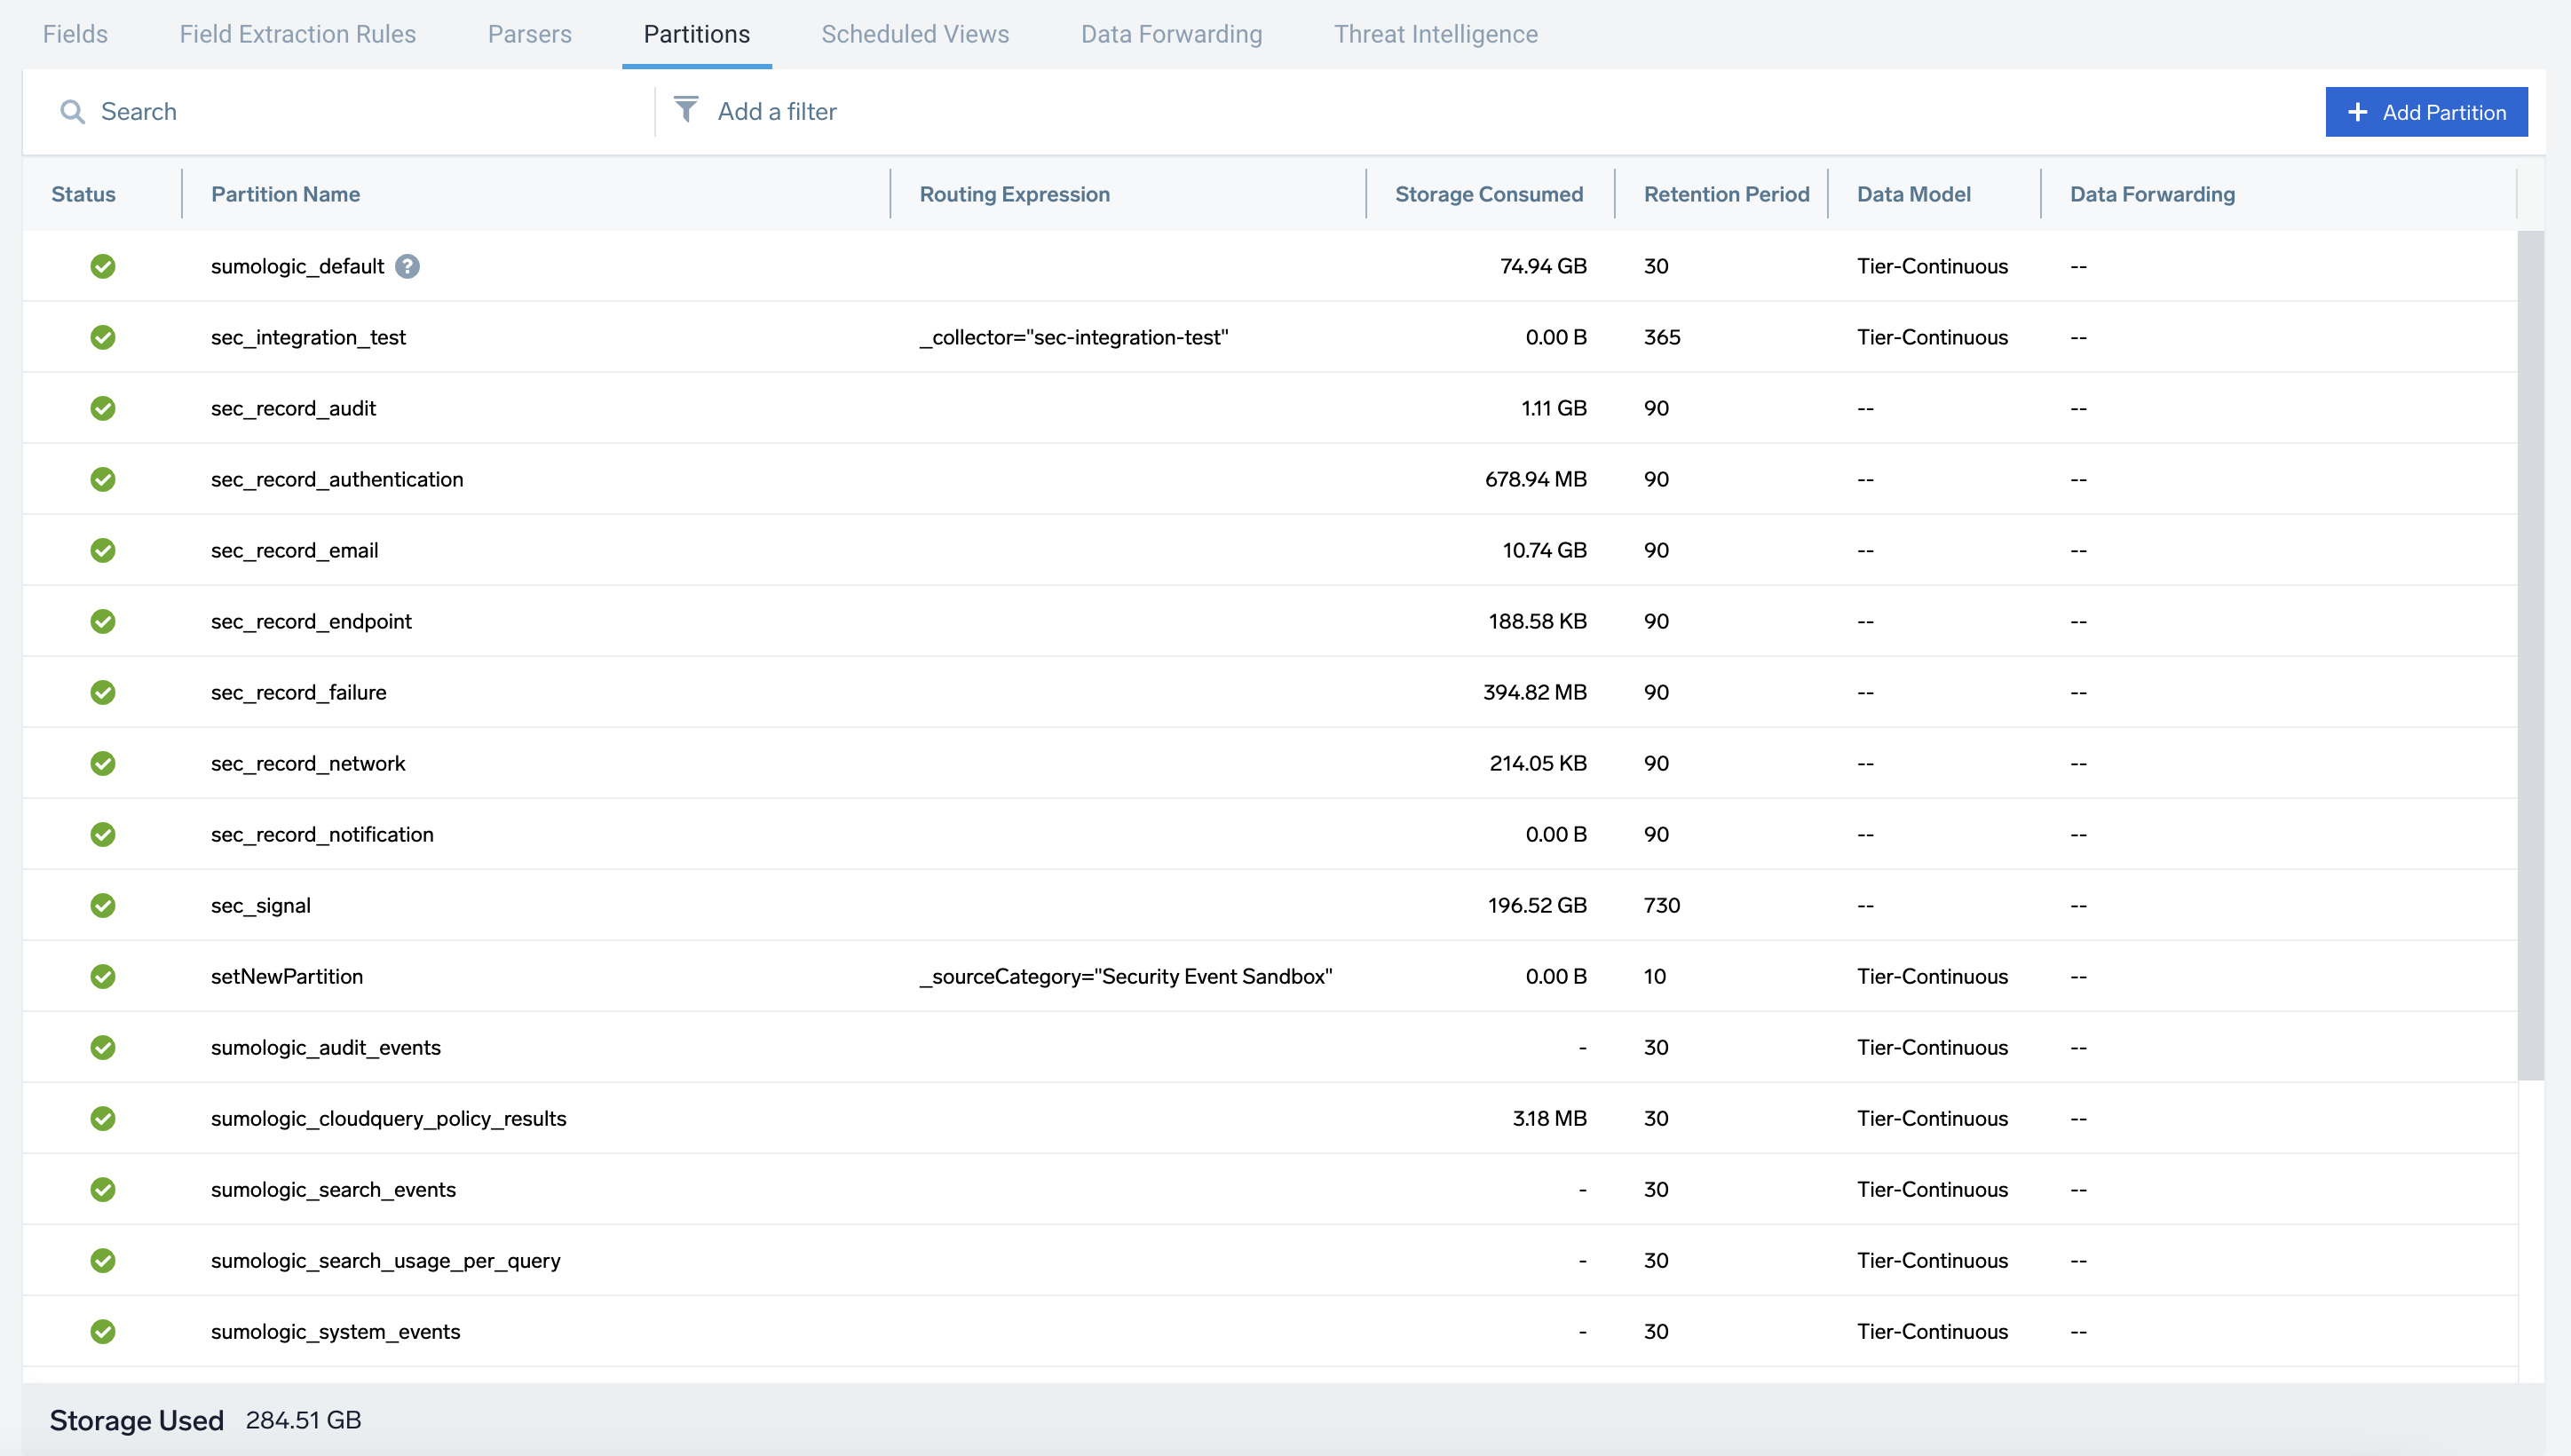 Fields Field Extraction Rules Parsers Partitions Scheduled Views Data Forwarding Threat Intelligence
Search Add a filter + Add Partition
Status Partition Name Routing Expression Storage Consumed Retention Period Data Model Data Forwarding
sumologic_default ? 74.94 GB 30 Tier-Continuous --
sec_integration_test _collector="sec-integration-test" 0.00 B 365 Tier-Continuous --
sec_record_audit 1.11 GB 90 -- --
sec_record_authentication 678.94 MB 90 -- --
sec_record_email 10.74 GB 90 -- --
sec_record_endpoint 188.58 KB 90 -- --
sec_record_failure 394.82 MB 90 -- --
sec_record_network 214.05 KB 90 -- --
sec_record_notification 0.00 B 90 -- --
sec_signal 196.52 GB 730 -- --
setNewPartition _sourceCategory="Security Event Sandbox" 0.00 B 10 Tier-Continuous --
sumologic_audit_events - 30 Tier-Continuous --
sumologic_cloudquery_policy_results 3.18 MB 30 Tier-Continuous --
sumologic_search_events - 30 Tier-Continuous --
sumologic_search_usage_per_query - 30 Tier-Continuous --
sumologic_system_events - 30 Tier-Continuous --
Storage Used 284.51 GB